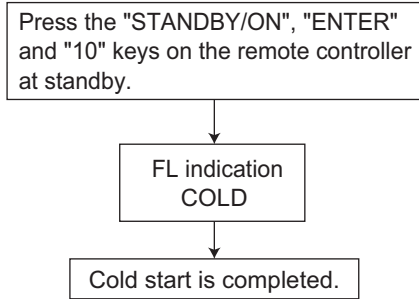 Press the "STANDBY/ON", "ENTER"
and "10" keys on the remote controller
at standby.
FL indication
COLD
Cold start is completed.